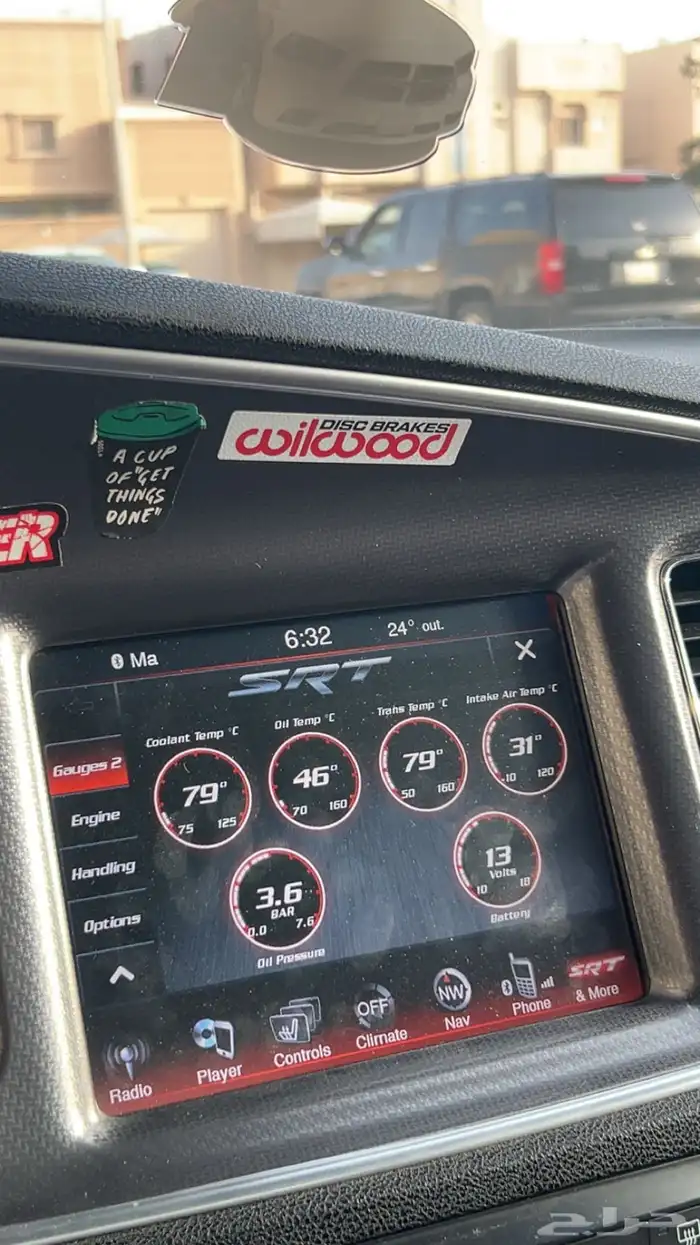 DISC BRAKES
wilwood
A CUP
OF "GET
THINGS
DONE"
ER
Ma
6:32
24° out.
X
SRT
Coolant Temp °C
79°
75 125
Oil Temp °C
46°
70 160
Trans Temp °C
79°
50 160
Intake Air Temp °C
31°
10 120
Gauges 2
Engine
Handling
Options
3.6
BAR
0.0 7.6
Oil Pressure
13
Volts
10 18
Battery
Radio
Player
Controls
OFF
Climate
NW
Nav
Phone
SRT
& More
حراج